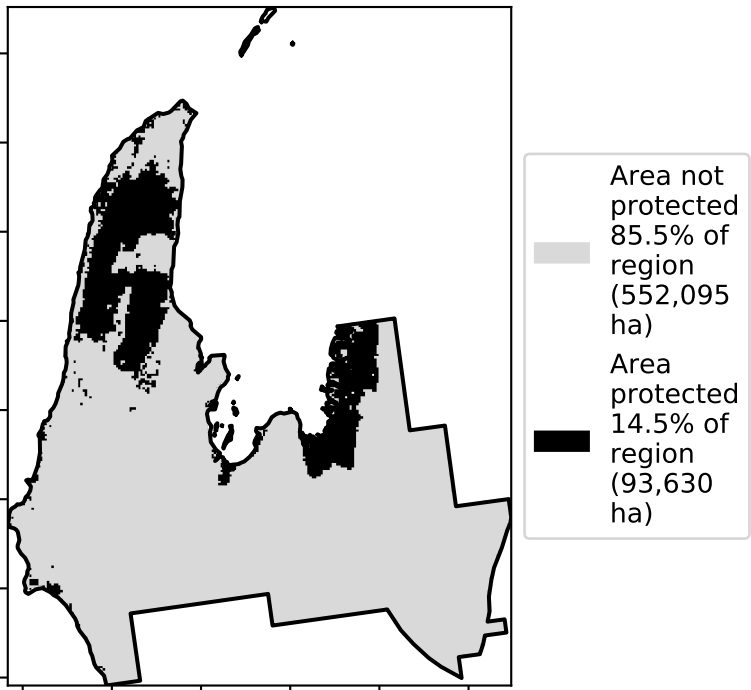 Area not
protected
85.5% of
region
(552,095
ha)
Area
protected
14.5% of
region
(93,630
ha)